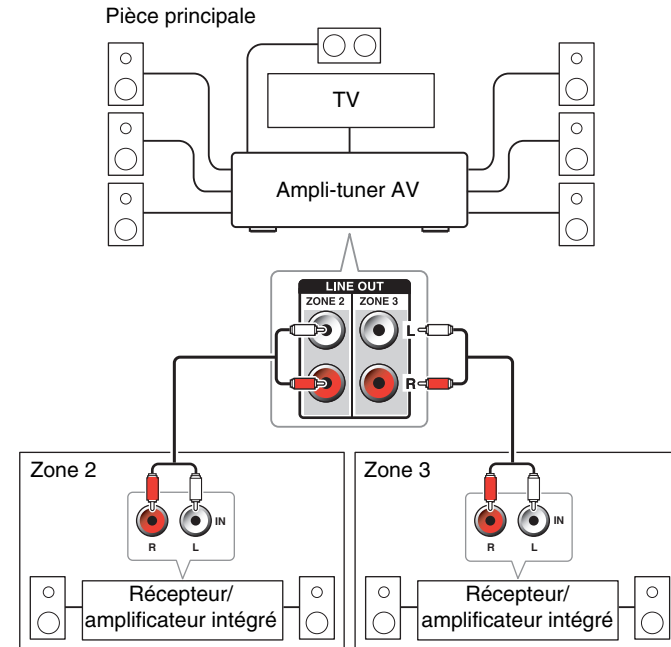 Pièce principale
TV
Ampli-tuner AV
LINE OUT
ZONE 2 ZONE 3
L
R
Zone 2
IN
R L
Récepteur/
amplificateur intégré
Zone 3
IN
R L
Récepteur/
amplificateur intégré